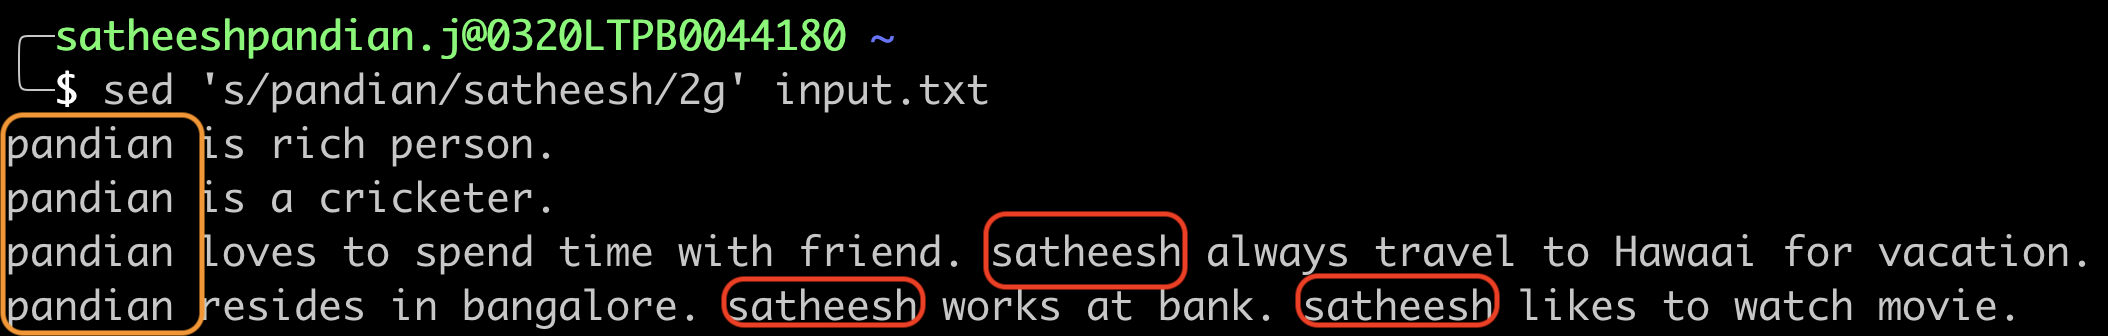 satheeshpandian.j@0320LTPB0044180 ~
$ sed 's/pandian/satheesh/2g' input.txt
pandian is rich person.
pandian is a cricketer.
pandian loves to spend time with friend. satheesh always travel to Hawaai for vacation.
pandian resides in bangalore. satheesh works at bank. satheesh likes to watch movie.